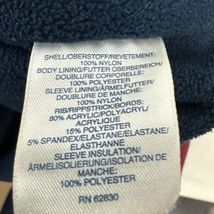 SHELL/OBERSTOFF/REVETEMENT:
100% NYLON
BODY LINING/FUTTER OBERBEREICH/
DOUBLURE CORPORELLE:
100% POLYESTER
SLEEVE LINING/ÄRMELFUTTER/
DOUBLURE DE MANCHE:
100% NYLON
RIB/RIPPSTRICK/BORDS:
80% ACRYLIC/POLYACRYL/
ACRYLIQUE
15% POLYESTER
5% SPANDEX/ELASTAN/ELASTANE/
ELASTHANNE
SLEEVE INSULATION/
ÄRMELISOLIERUNG/ISOLATION DE
MANCHE:
100% POLYESTER
RN 62830